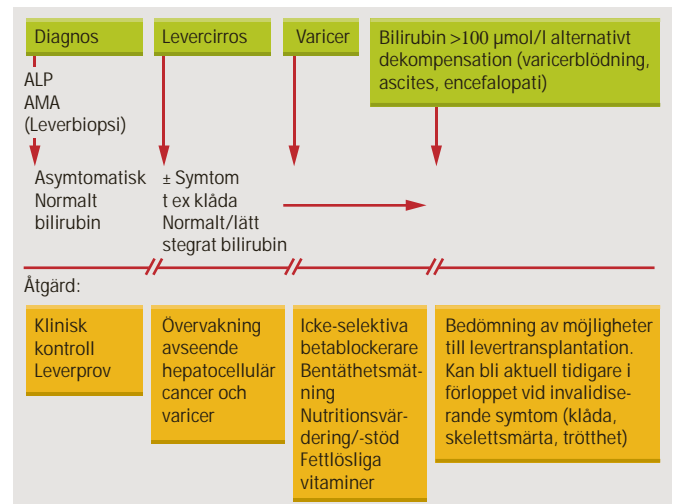 Diagnos
Levercirros
Varicer
Bilirubin >100 μmol/l alternativt
dekompensation (varicerblödning,
ascites, encefalopati)
ALP
AMA
(Leverbiopsi)
Asymtomatisk
Normalt
bilirubin
± Symtom
t ex klåda
Normalt/lätt
stegrat bilirubin
Åtgärd:
Klinisk
kontroll
Leverprov
Övervakning
avseende
hepatocellulär
cancer och
varicer
Icke-selektiva
betablockerare
Bentäthetsmät-
ning
Nutritionsvär-
dering/-stöd
Fettlösliga
vitaminer
Bedömning av möjligheter
till levertransplantation.
Kan bli aktuell tidigare i
förloppet vid invalidise-
rande symtom (klåda,
skelettsmärta, trötthet)